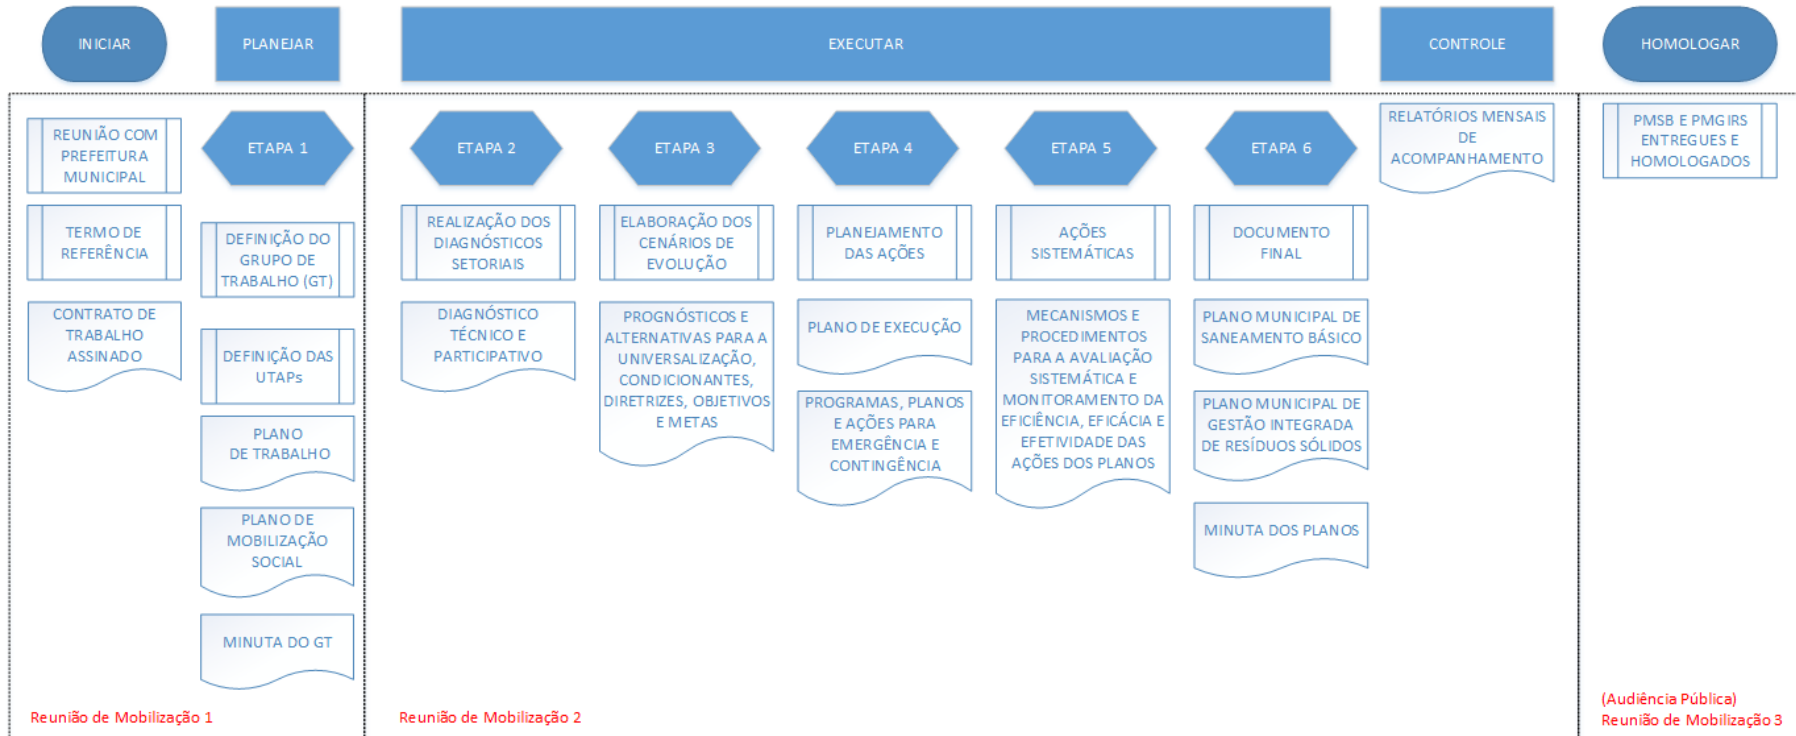 INICIAR
PLANEJAR
EXECUTAR
CONTROLE
HOMOLOGAR
REUNIÃO COM
PREFEITURA
MUNICIPAL
TERMO DE
REFERÊNCIA
CONTRATO DE
TRABALHO
ASSINADO
ETAPA 1
DEFINIÇÃO DO
GRUPO DE
TRABALHO (GT)
DEFINIÇÃO DAS
UTAPs
PLANO
DE TRABALHO
PLANO DE
MOBILIZAÇÃO
SOCIAL
MINUTA DO GT
Reunião de Mobilização 1
ETAPA 2
REALIZAÇÃO DOS
DIAGNÓSTICOS
SETORIAIS
DIAGNÓSTICO
TÉCNICO E
PARTICIPATIVO
ETAPA 3
ELABORAÇÃO DOS
CENÁRIOS DE
EVOLUÇÃO
PROGNÓSTICOS E
ALTERNATIVAS PARA A
UNIVERSALIZAÇÃO,
CONDICIONANTES,
DIRETRIZES, OBJETIVOS
E METAS
ETAPA 4
PLANEJAMENTO
DAS AÇÕES
PLANO DE EXECUÇÃO
PROGRAMAS, PLANOS
E AÇÕES PARA
EMERGÊNCIA E
CONTINGÊNCIA
ETAPA 5
AÇÕES
SISTEMÁTICAS
MECANISMOS E
PROCEDIMENTOS
PARA A AVALIAÇÃO
SISTEMÁTICA E
MONITORAMENTO DA
EFICIÊNCIA, EFICÁCIA E
EFETIVIDADE DAS
AÇÕES DOS PLANOS
ETAPA 6
DOCUMENTO
FINAL
PLANO MUNICIPAL DE
SANEAMENTO BÁSICO
PLANO MUNICIPAL DE
GESTÃO INTEGRADA
DE RESÍDUOS SÓLIDOS
MINUTA DOS PLANOS
RELATÓRIOS MENSAIS
DE
ACOMPANHAMENTO
Reunião de Mobilização 2
PMSB E PMGIRS
ENTREGUES E
HOMOLOGADOS
(Audiência Pública)
Reunião de Mobilização 3